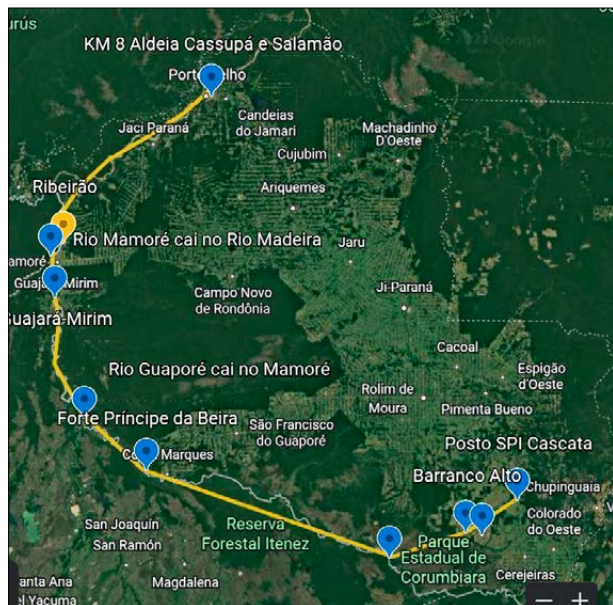 urús
KM 8 Aldeia Cassupá e Salamão
Porto Velho
Candeias
do Jamari
Jaci Paraná
Machadinho
D'Oeste
Cujubim
Ribeirão
Ariquemes
Rio Mamoré cai no Rio Madeira
Jaru
amoré
Guajará Mirim
Campo Novo
de Rondônia
Ji-Paraná
Guajará-Mirim
Cacoal
Rio Guaporé cai no Mamoré
Espigão
d'Oeste
Rolim de
Moura
Pimenta Bueno
Forte Príncipe da Beira
São Francisco
do Guaporé
Posto SPI Cascata
Marques
Barranco Alto
Chupinguaia
Colorado
do Oeste
San Joaquín
San Ramón
Reserva
Forestal Itenez
Parque
Estadual de
Corumbiara
Cerejeiras
Magdalena
anta Ana
el Yacuma
− +